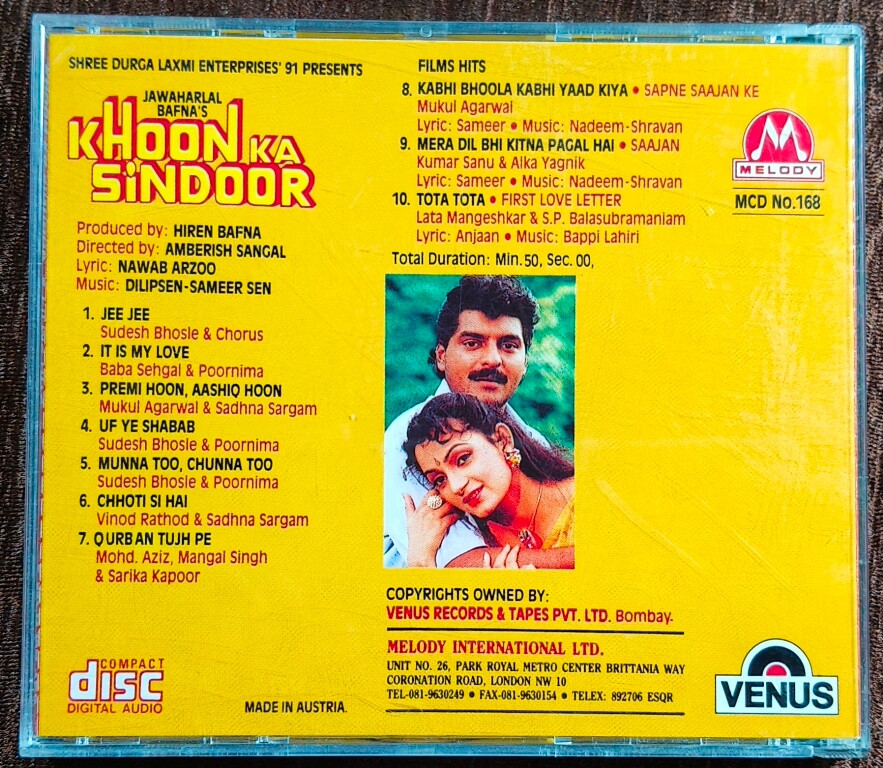 SHREE DURGA LAXMI ENTERPRISES' 91 PRESENTS
JAWAHARLAL
BAFNA'S
KHOON KA
SiNDOOR
Produced by: HIREN BAFNA
Directed by: AMBERISH SANGAL
Lyric: NAWAB ARZOO
Music: DILIPSEN-SAMEER SEN
1. JEE JEE
Sudesh Bhosle & Chorus
2. IT IS MY LOVE
Baba Sehgal & Poornima
3. PREMI HOON, AASHIQ HOON
Mukul Agarwal & Sadhna Sargam
4. UF YE SHABAB
Sudesh Bhosle & Poornima
5. MUNNA TOO, CHUNNA TOO
Sudesh Bhosle & Poornima
6. CHHOTI SI HAI
Vinod Rathod & Sadhna Sargam
7. QURBAN TUJH PE
Mohd. Aziz, Mangal Singh
& Sarika Kapoor
COMPACT
disc
DIGITAL AUDIO
MADE IN AUSTRIA.
FILMS HITS
8. KABHI BHOOLA KABHI YAAD KIYA • SAPNE SAAJAN KE
Mukul Agarwal
Lyric: Sameer • Music: Nadeem-Shravan
9. MERA DIL BHI KITNA PAGAL HAI • SAAJAN
Kumar Sanu & Alka Yagnik
Lyric: Sameer • Music: Nadeem-Shravan
10. TOTA TOTA • FIRST LOVE LETTER
Lata Mangeshkar & S.P. Balasubramaniam
Lyric: Anjaan • Music: Bappi Lahiri
Total Duration: Min.50, Sec. 00,
COPYRIGHTS OWNED BY:
VENUS RECORDS & TAPES PVT. LTD. Bombay.
MELODY INTERNATIONAL LTD.
UNIT NO. 26, PARK ROYAL METRO CENTER BRITTANIA WAY
CORONATION ROAD, LONDON NW 10
TEL-081-9630249 • FAX-081-9630154 • TELEX: 892706 ESQR
MELODY
MCD No.168
VENUS